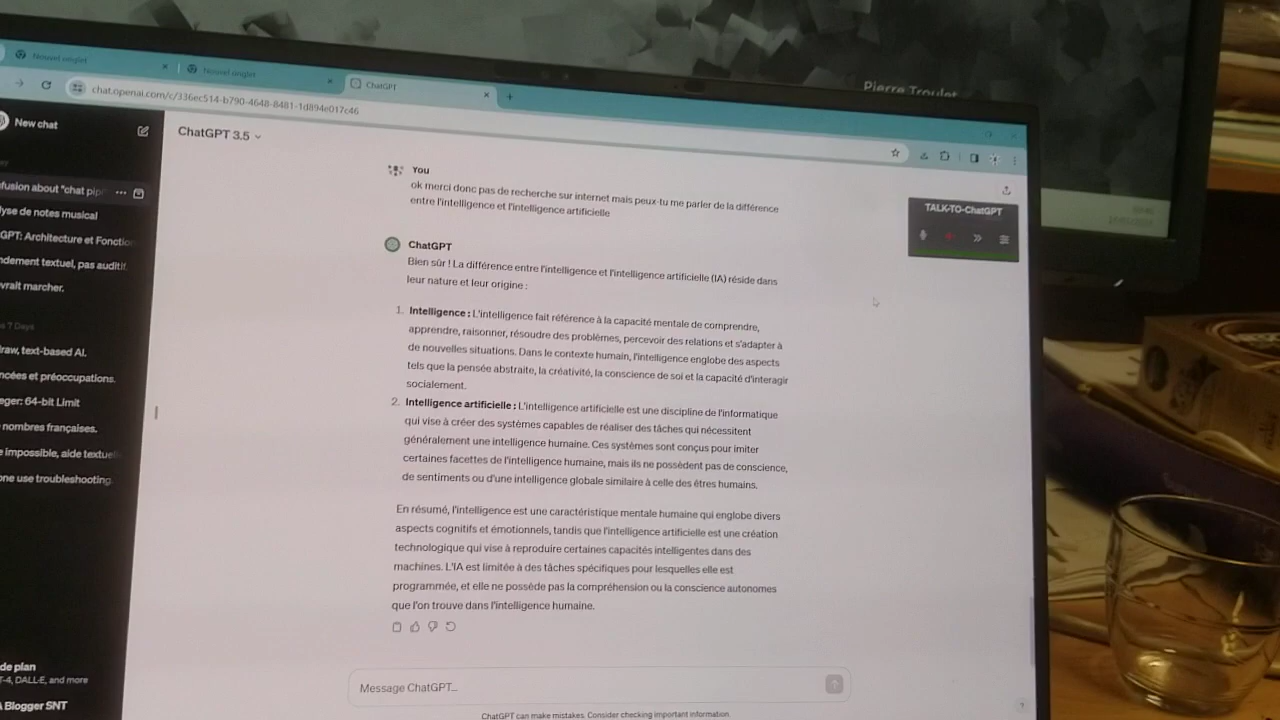 Pierre Troulet
Nouvel onglet
Nouvel onglet
ChatGPT
chat.openai.com/c/336ec514-b790-4648-8481-1d894e017c46
New chat
ChatGPT 3.5
fusion about "chat pip
lyse de notes musical
GPT: Architecture et Fonction
ndement textuel, pas auditif.
vrait marcher.
s 7 Days
raw, text-based AI.
ncées et préoccupations.
eger: 64-bit Limit
nombres françaises.
e impossible, aide textuel
one use troubleshooting.
de plan
T-4, DALL·E, and more
Blogger SNT
You
ok merci donc pas de recherche sur internet mais peux-tu me parler de la différence
entre l'intelligence et l'intelligence artificielle
TALK-TO-ChatGPT
ChatGPT
Bien sûr ! La différence entre l'intelligence et l'intelligence artificielle (IA) réside dans
leur nature et leur origine :
1. Intelligence : L'intelligence fait référence à la capacité mentale de comprendre,
apprendre, raisonner, résoudre des problèmes, percevoir des relations et s'adapter à
de nouvelles situations. Dans le contexte humain, l'intelligence englobe des aspects
tels que la pensée abstraite, la créativité, la conscience de soi et la capacité d'interagir
socialement.
2. Intelligence artificielle : L'intelligence artificielle est une discipline de l'informatique
qui vise à créer des systèmes capables de réaliser des tâches qui nécessitent
généralement une intelligence humaine. Ces systèmes sont conçus pour imiter
certaines facettes de l'intelligence humaine, mais ils ne possèdent pas de conscience,
de sentiments ou d'une intelligence globale similaire à celle des êtres humains.
En résumé, l'intelligence est une caractéristique mentale humaine qui englobe divers
aspects cognitifs et émotionnels, tandis que l'intelligence artificielle est une création
technologique qui vise à reproduire certaines capacités intelligentes dans des
machines. L'IA est limitée à des tâches spécifiques pour lesquelles elle est
programmée, et elle ne possède pas la compréhension ou la conscience autonomes
que l'on trouve dans l'intelligence humaine.
Message ChatGPT...
ChatGPT can make mistakes. Consider checking important information.